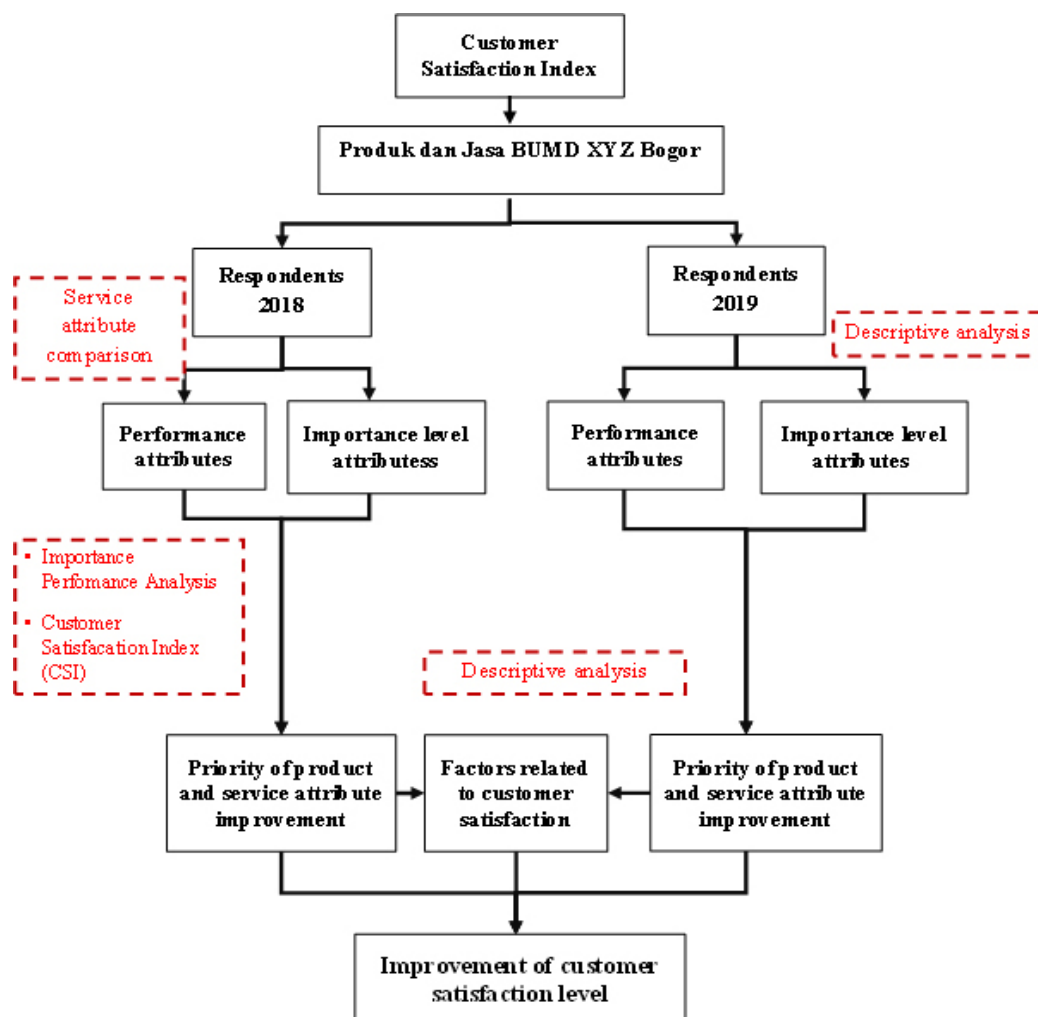 Customer
Satisfaction Index
Produk dan Jasa BUMD XYZ Bogor
Respondents
2018
Respondents
2019
Service
attribute
comparison
Descriptive analysis
Performance
attributes
Importance level
attributess
Performance
attributes
Importance level
attributes
▪ Importance
Perfomance Analysis
▪ Customer
Satisfacation Index
(CSI)
Descriptive analysis
Priority of product
and service attribute
improvement
Factors related
to customer
satisfaction
Priority of product
and service attribute
improvement
Improvement of customer
satisfaction level